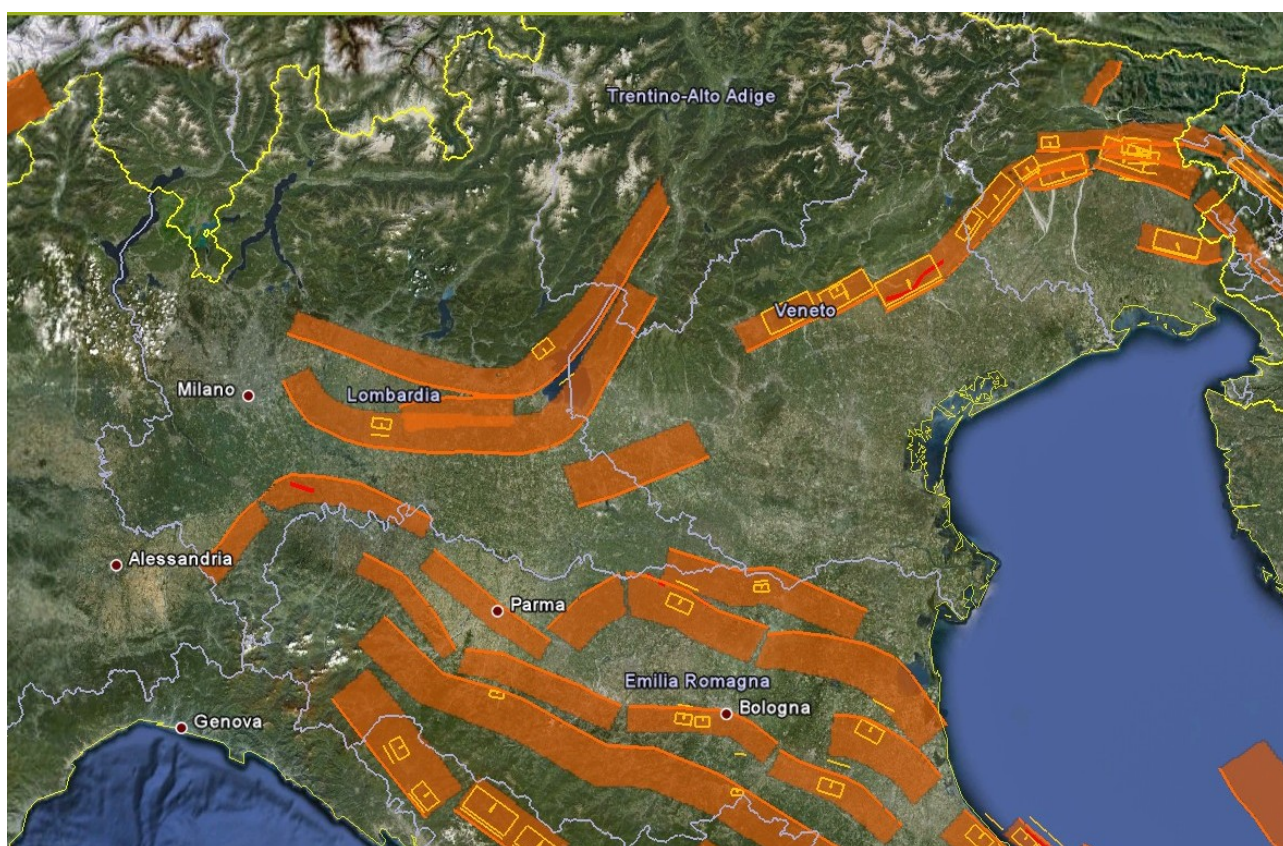 Trentino-Alto Adige
Veneto
Milano
Lombardia
Alessandria
Parma
Emilia Romagna
Bologna
Genova